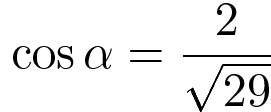 cos α = 2/√29